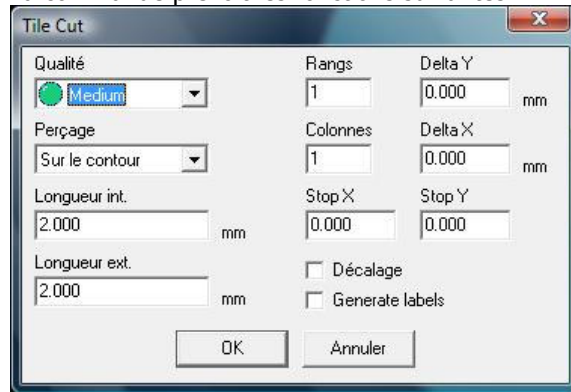 Tile Cut
Qualité Rangs Delta Y
Medium 1 0.000 mm
Perçage Colonnes Delta X
Sur le contour 1 0.000 mm
Longueur int. Stop X Stop Y
2.000 mm 0.000 0.000
Longueur ext. Décalage
2.000 mm Generate labels
OK Annuler